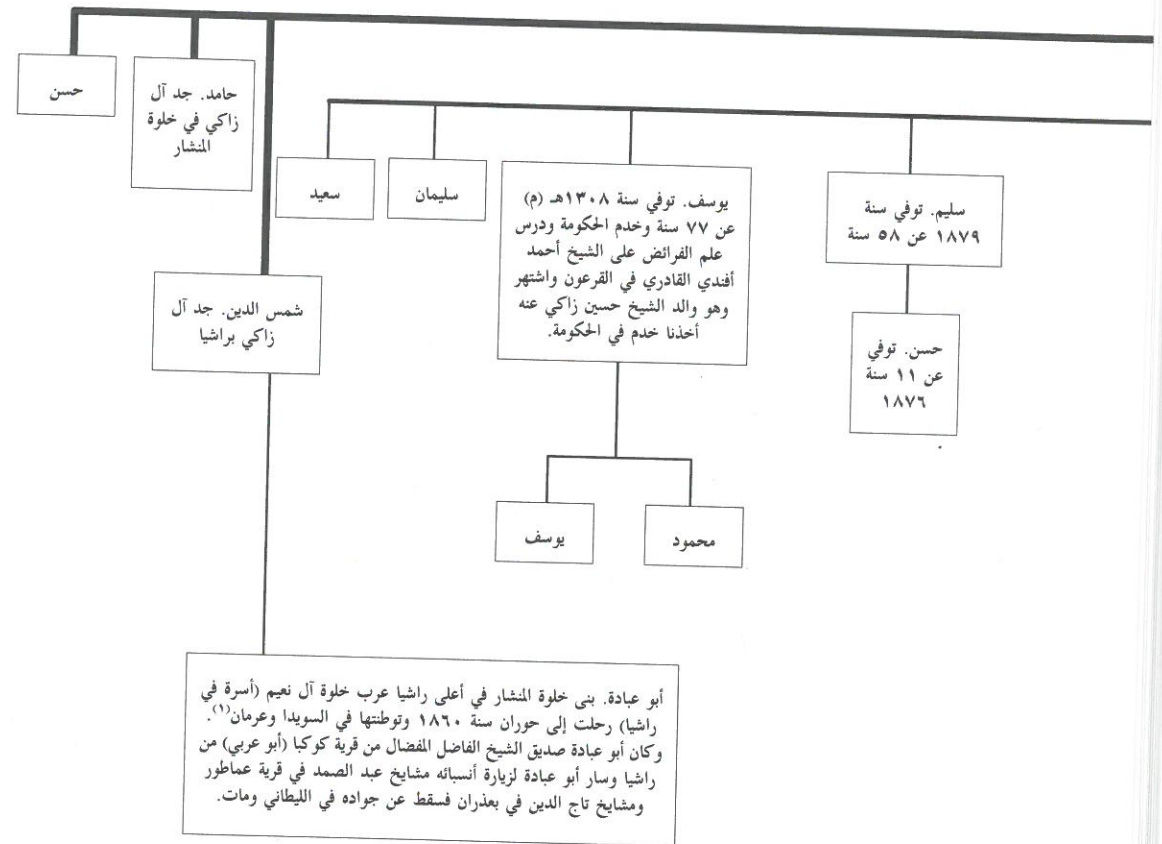 حسن
حامد. جد آل
زاكي في خلوة
المنشار
سليم. توفي سنة
١٨٧٩ عن ٥٨ سنة
يوسف. توفي سنة ١٣٠٨هـ (م)
عن ٧٧ سنة وخدم الحكومة ودرس
علم الفرائض على الشيخ أحمد
أفندي القادري في القرعون واشتهر
وهو والد الشيخ حسين زاكي عنه
أخذنا خدم في الحكومة.
سليمان
سعيد
حسن. توفي
عن ١١ سنة
١٨٧٦
شمس الدين. جد آل
زاكي براشيا
محمود
يوسف
أبو عبادة. بنى خلوة المنشار في أعلى راشيا عرب خلوة آل نعيم (أسرة في
راشيا) رحلت إلى حوران سنة ١٨٦٠ وتوطنتها في السويدا وعرمان(١).
وكان أبو عبادة صديق الشيخ الفاضل المفضال من قرية كوكبا (أبو عربي) من
راشيا وسار أبو عبادة لزيارة أنسبائه مشايخ عبد الصمد في قرية عماطور
ومشايخ تاج الدين في بعذران فسقط عن جواده في الليطاني ومات.